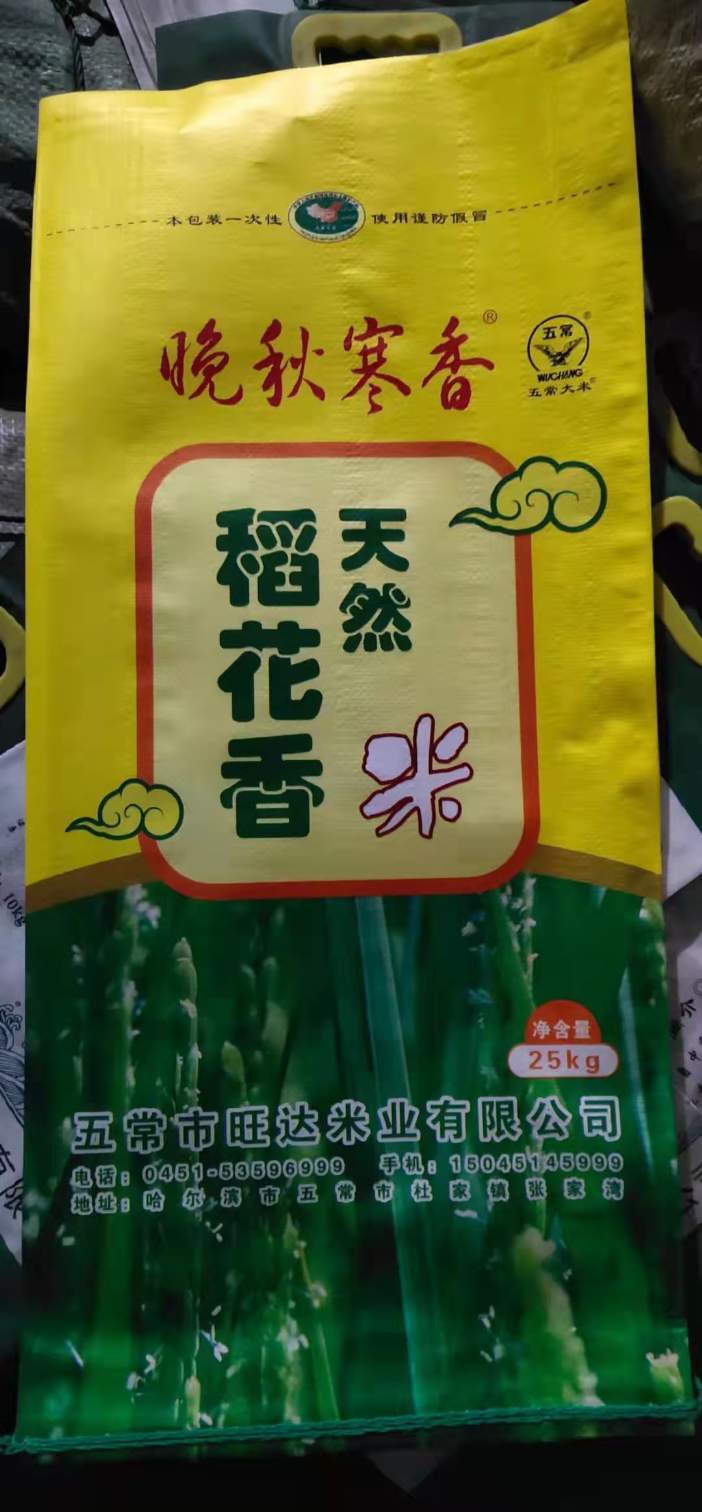 本包装一次性 使用谨防假冒
晚秋寒香®
五常
WUCHANG
五常大米
天然
稻花香
米
净含量
25kg
五常市旺达米业有限公司
电话：0451-53596999 手机：15045145999
地址：哈尔滨市五常市杜家镇张家湾
10kg